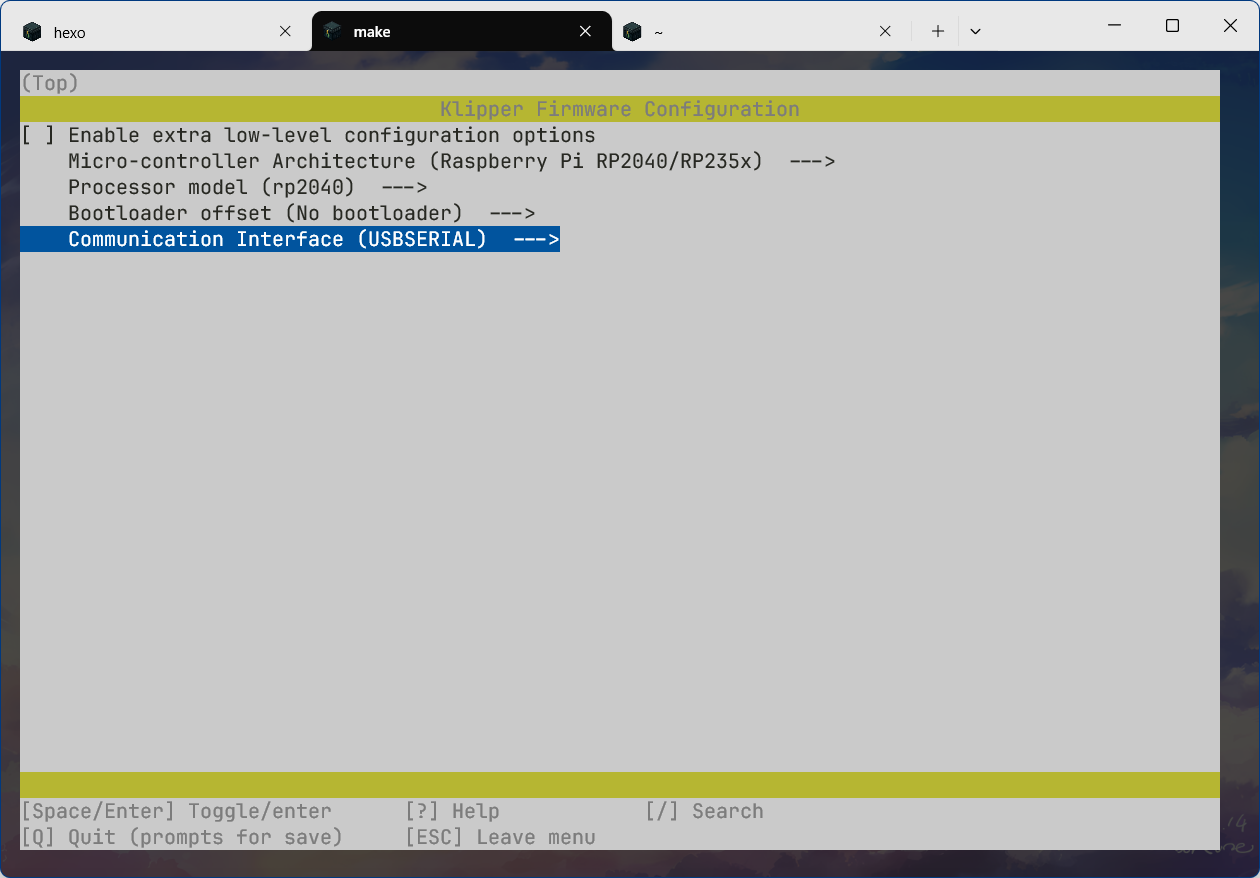 hexo
make
~
(Top)
Klipper Firmware Configuration
[ ] Enable extra low-level configuration options
Micro-controller Architecture (Raspberry Pi RP2040/RP235x)  --->
Processor model (rp2040)  --->
Bootloader offset (No bootloader)  --->
Communication Interface (USBSERIAL)  --->
[Space/Enter] Toggle/enter [?] Help [/] Search
[Q] Quit (prompts for save) [ESC] Leave menu